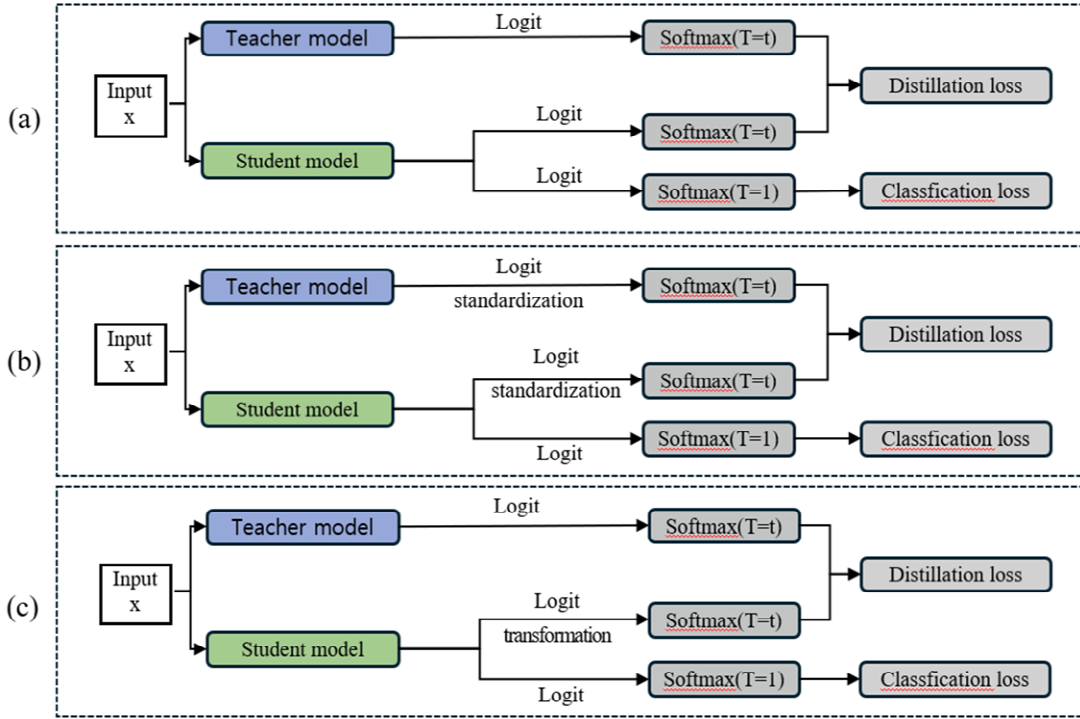 Logit
Teacher model
Softmax(T=t)
Input
x
Distillation loss
(a)
Logit
Softmax(T=t)
Student model
Logit
Softmax(T=1)
Classfication loss
Logit
Teacher model
standardization
Softmax(T=t)
Input
x
Distillation loss
(b)
Logit
standardization
Softmax(T=t)
Student model
Softmax(T=1)
Classfication loss
Logit
Logit
Teacher model
Softmax(T=t)
Input
x
Distillation loss
(c)
Logit
transformation
Softmax(T=t)
Student model
Softmax(T=1)
Classfication loss
Logit